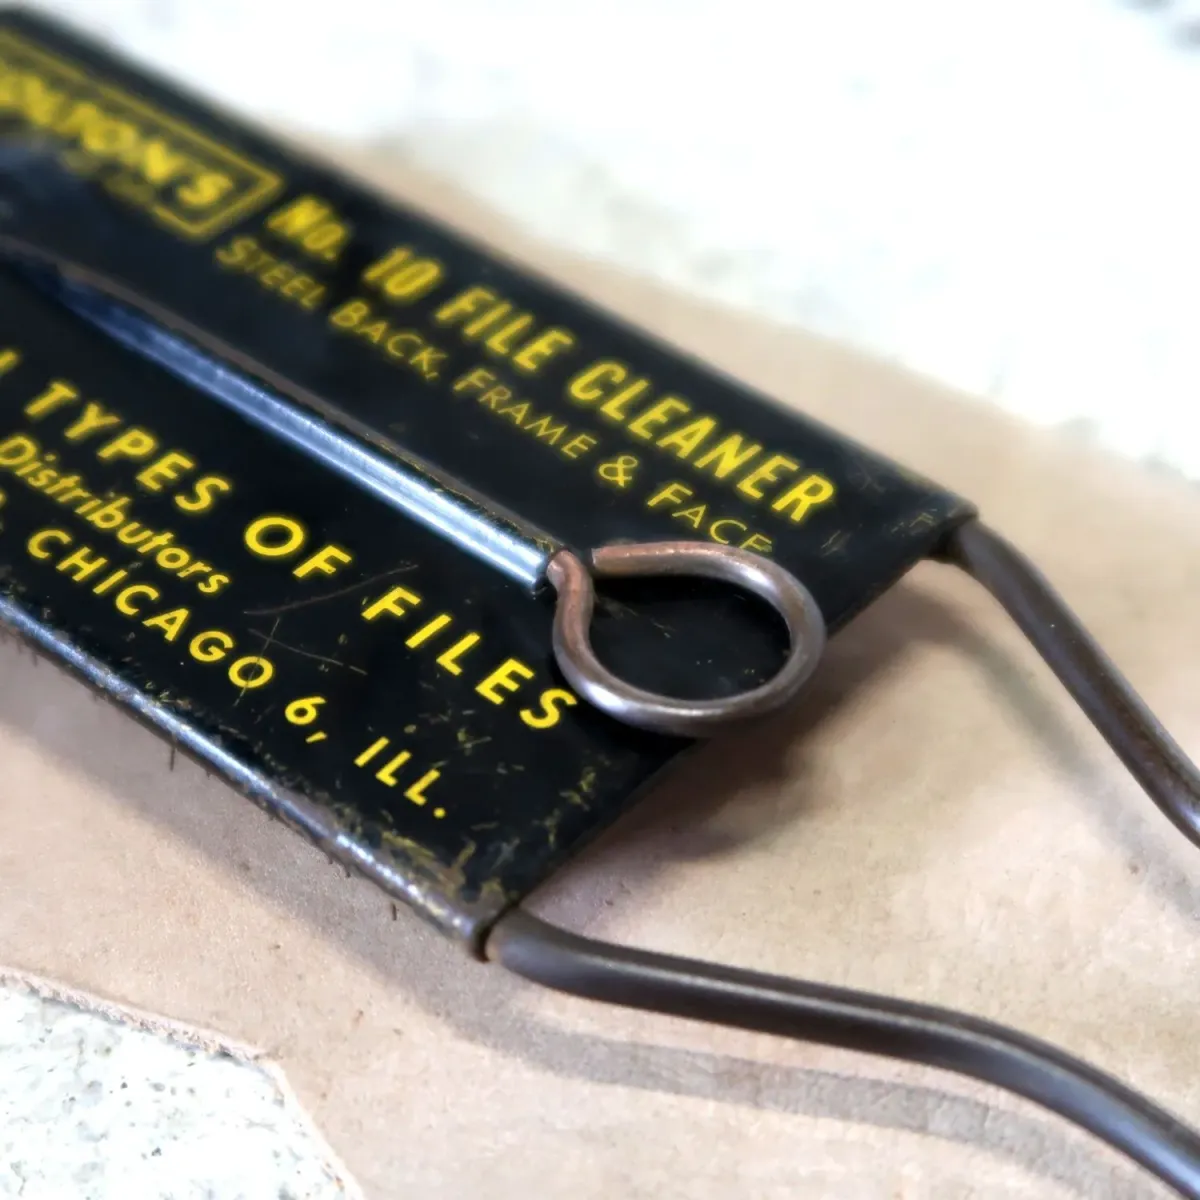 No. 10 FILE CLEANER
STEEL BACK, FRAME & FACE
TYPES OF FILES
Distributors
CHICAGO 6, ILL.